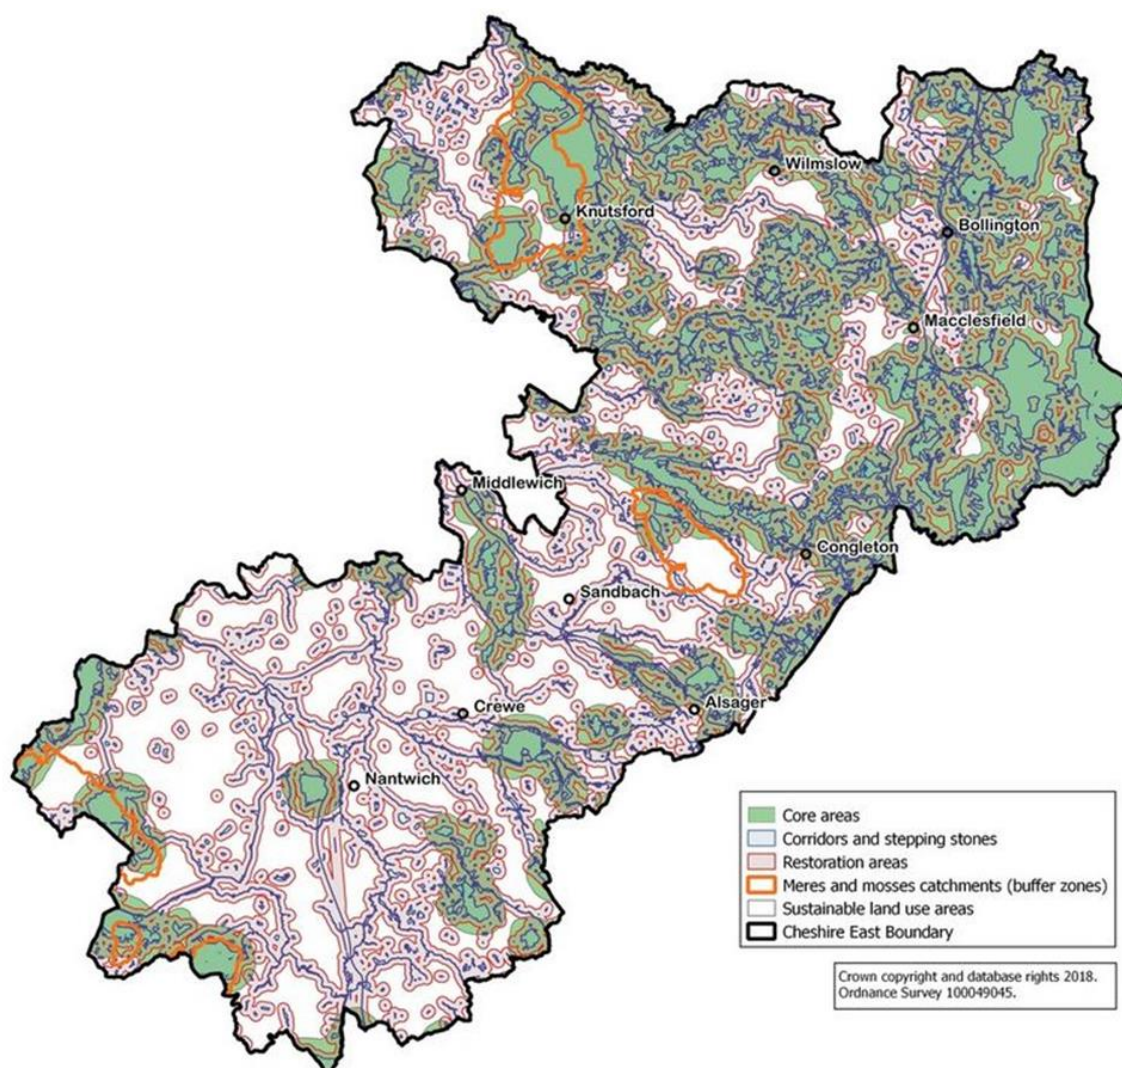 Wilmslow
Knutsford
Bollington
Macclesfield
Middlewich
Congleton
Sandbach
Alsager
Crewe
Nantwich
Core areas
Corridors and stepping stones
Restoration areas
Meres and mosses catchments (buffer zones)
Sustainable land use areas
Cheshire East Boundary
Crown copyright and database rights 2018.
Ordnance Survey 100049045.